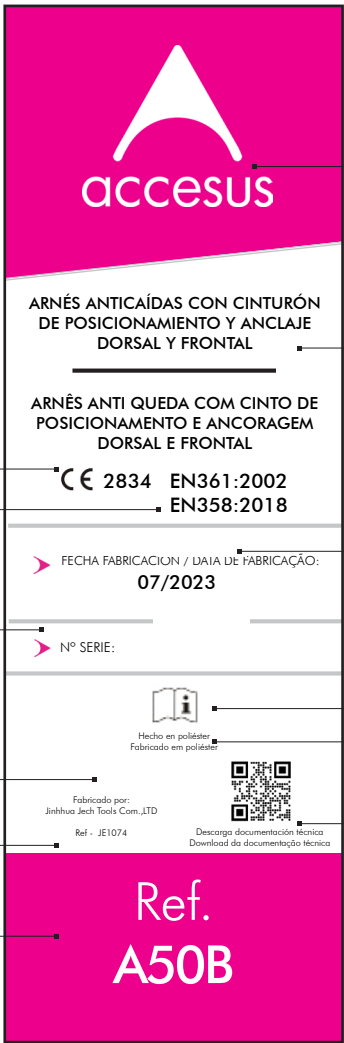 accesus
ARNÉS ANTICAÍDAS CON CINTURÓN
DE POSICIONAMIENTO Y ANCLAJE
DORSAL Y FRONTAL
ARNÊS ANTI QUEDA COM CINTO DE
POSICIONAMENTO E ANCORAGEM
DORSAL E FRONTAL
CE 2834 EN361:2002
EN358:2018
FECHA FABRICACION / DATA DE FABRICAÇÃO:
07/2023
Nº SERIE:
i
Hecho en poliéster
Fabricado em poliéster
Fabricado por:
Jinhhua Jech Tools Com.,LTD
Ref - JE1074
Descarga documentación técnica
Download da documentação técnica
Ref.
A50B